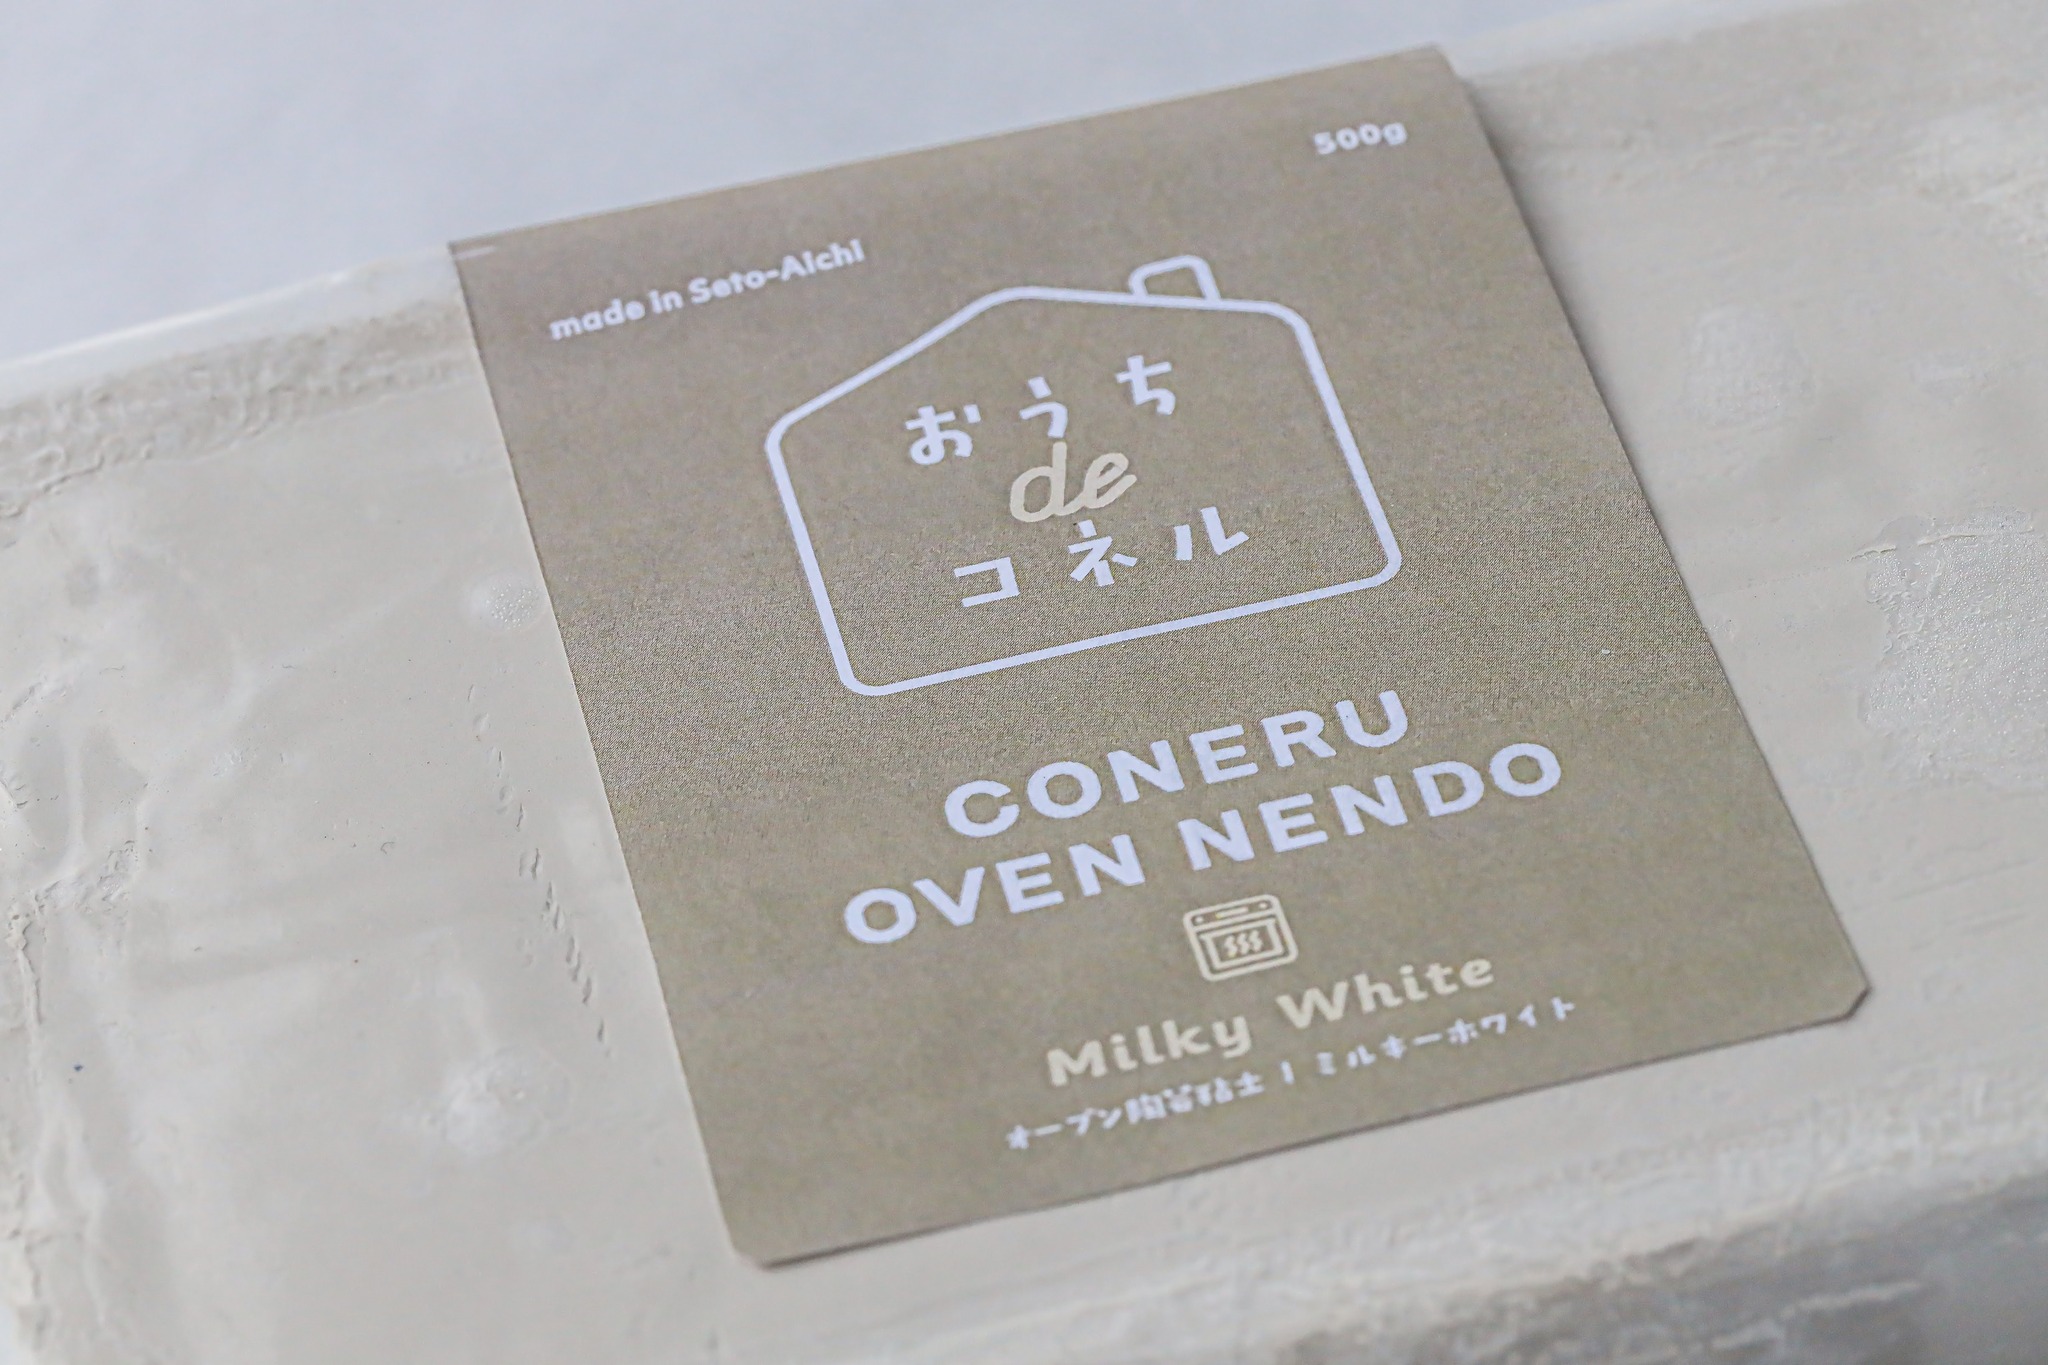 500g
made in Seto-Aichi
おうち
de
コネル
CONERU
OVEN NENDO
Milky White
オーブン陶芸粘土 | ミルキーホワイト